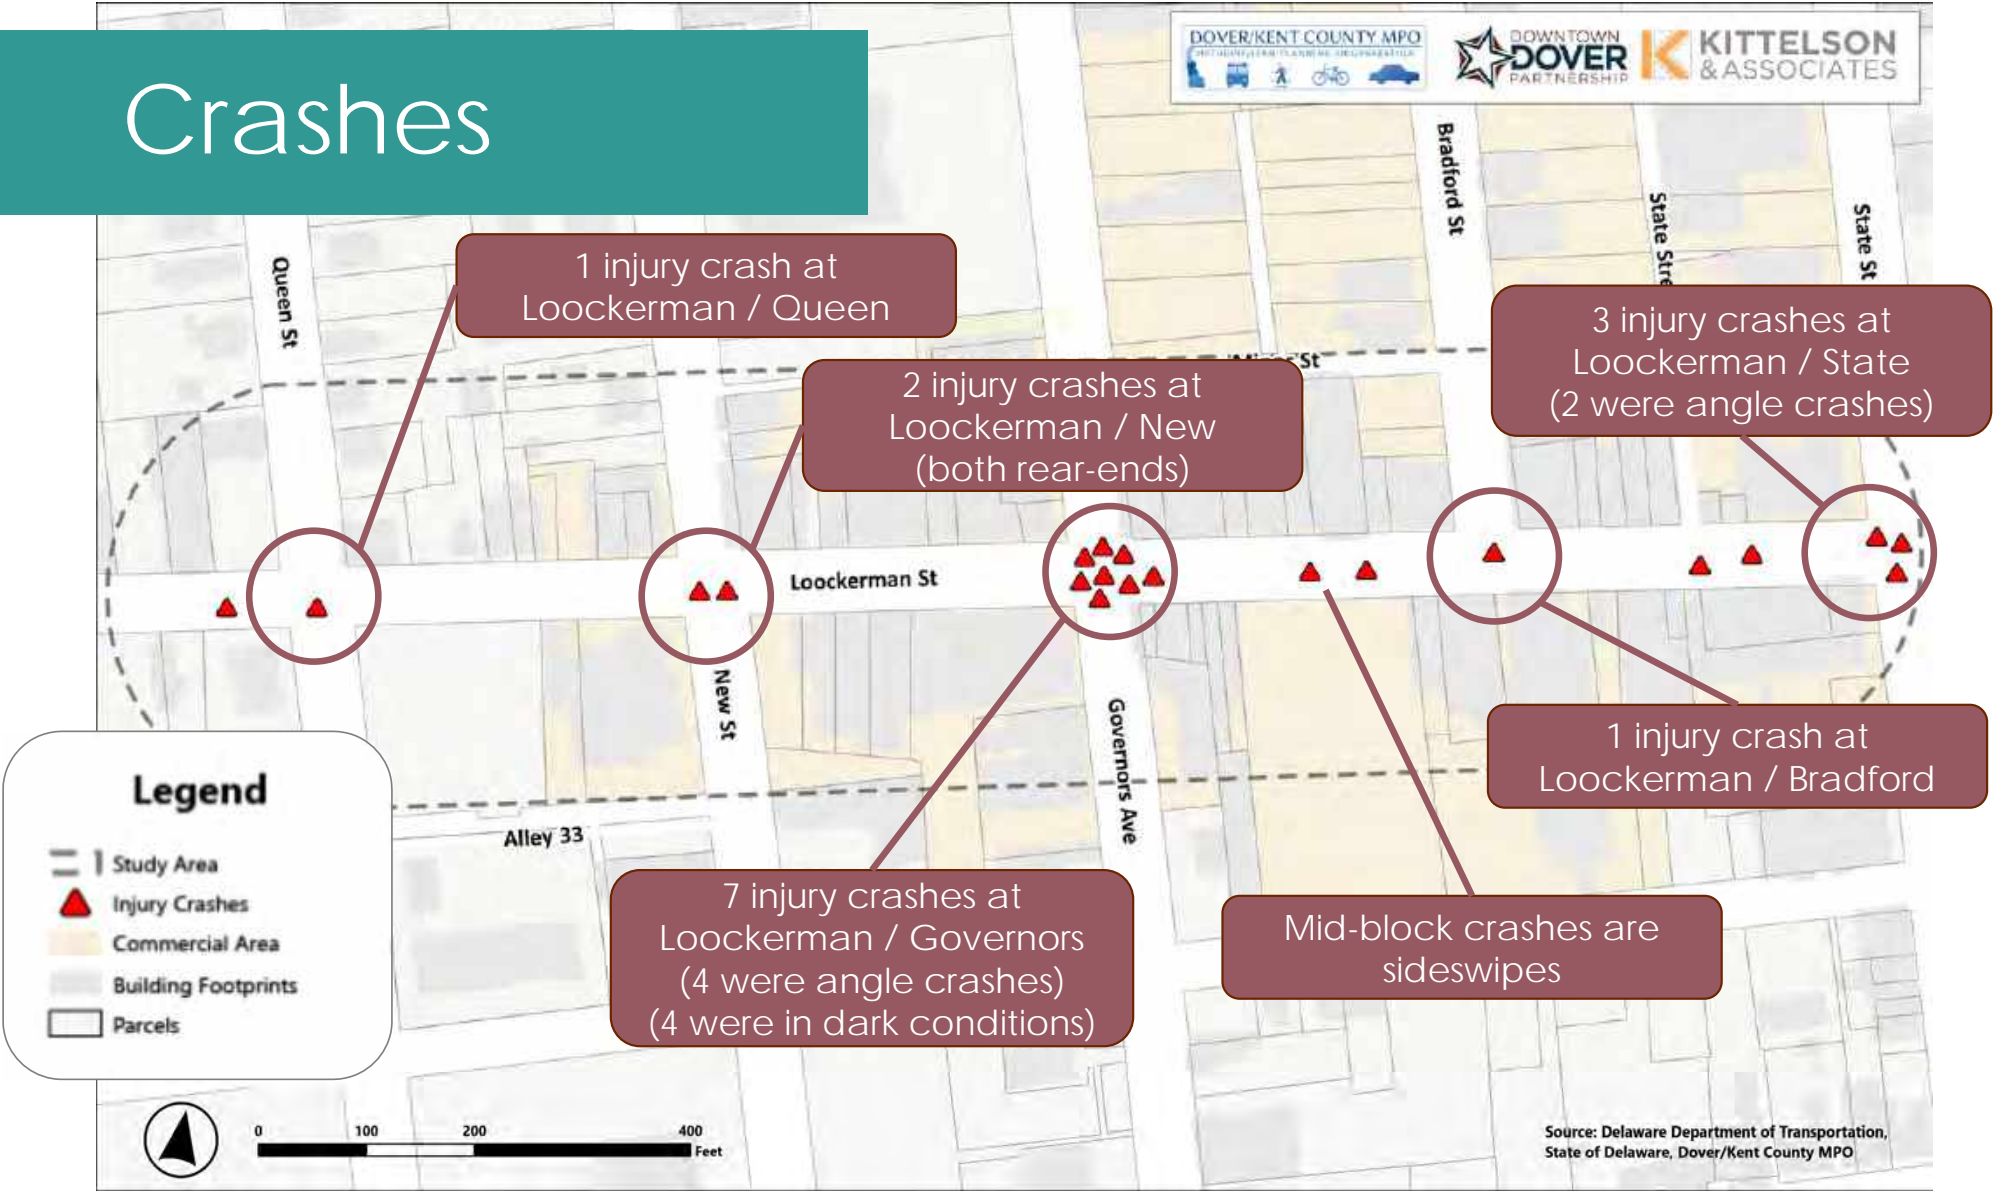 Crashes
DOVER/KENT COUNTY MPO
DOWNTOWN
DOVER
PARTNERSHIP
KITTELSON
& ASSOCIATES
Queen St
Bradford St
State Stre
State St
1 injury crash at
Loockerman / Queen
2 injury crashes at
Loockerman / New
(both rear-ends)
3 injury crashes at
Loockerman / State
(2 were angle crashes)
St
Loockerman St
New St
Governors Ave
Alley 33
7 injury crashes at
Loockerman / Governors
(4 were angle crashes)
(4 were in dark conditions)
Mid-block crashes are
sideswipes
1 injury crash at
Loockerman / Bradford
Legend
Study Area
Injury Crashes
Commercial Area
Building Footprints
Parcels
0 100 200 400
Feet
Source: Delaware Department of Transportation,
State of Delaware, Dover/Kent County MPO